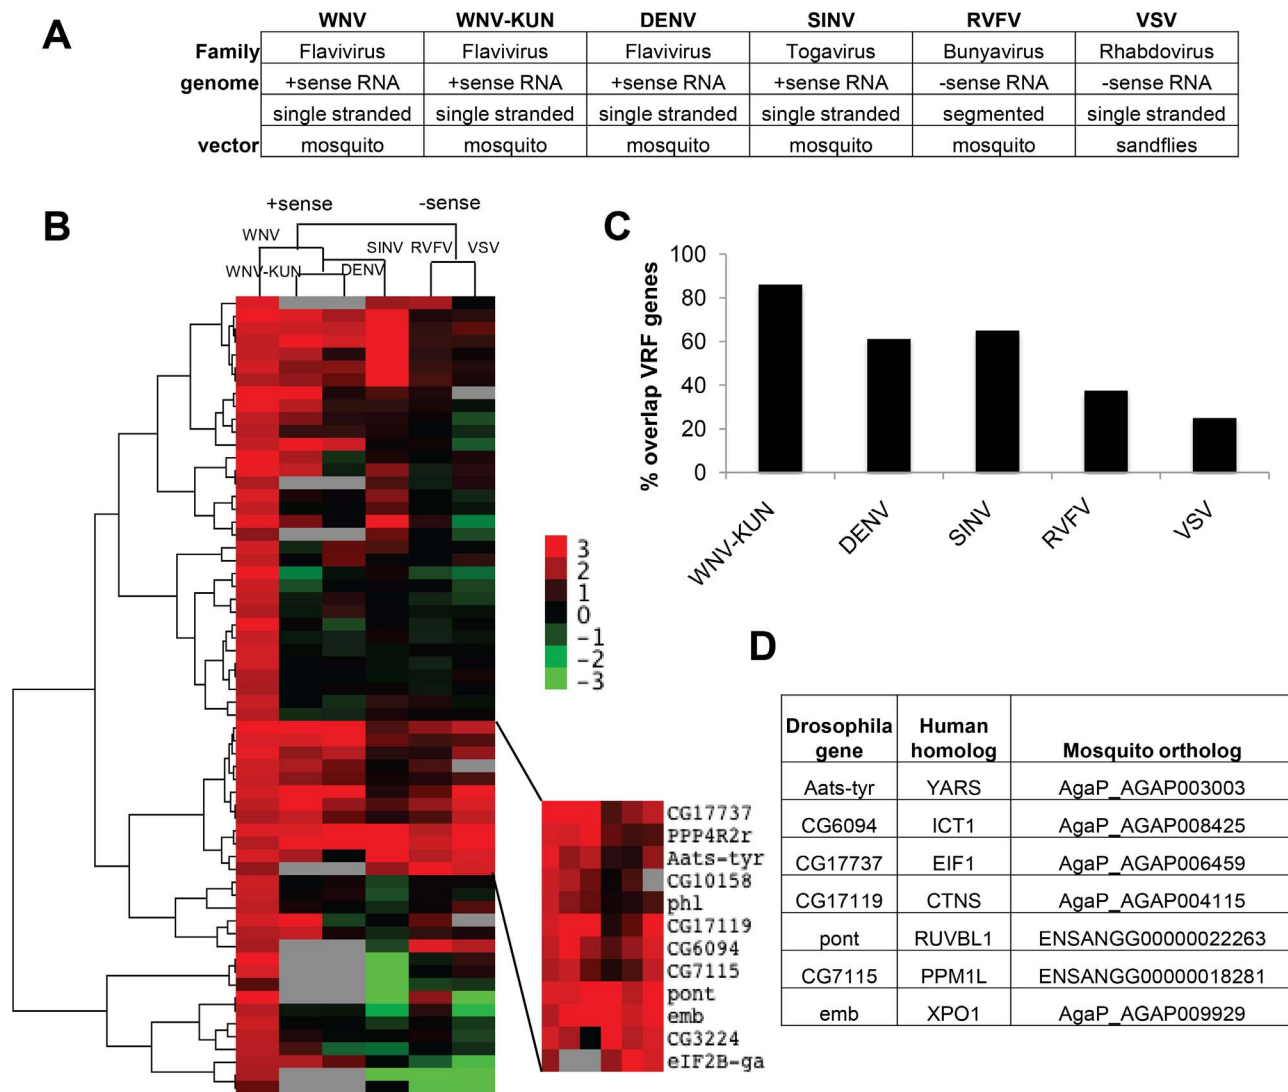 A
WNV WNV-KUN DENV SINV RVFV VSV
Family Flavivirus Flavivirus Flavivirus Togavirus Bunyavirus Rhabdovirus
genome +sense RNA +sense RNA +sense RNA +sense RNA -sense RNA -sense RNA
single stranded single stranded single stranded single stranded segmented single stranded
vector mosquito mosquito mosquito mosquito mosquito sandflies
B
+sense -sense
WNV
SINV RVFV VSV
WNV-KUN DENV
3
2
1
0
-1
-2
-3
CG17737
PPP4R2r
Aats-tyr
CG10158
phl
CG17119
CG6094
CG7115
pont
emb
CG3224
eIF2B-ga
C
% overlap VRF genes
100
80
60
40
20
0
WNV-KUN DENV SINV RVFV VSV
D
Drosophila gene Human homolog Mosquito ortholog
Aats-tyr YARS AgaP_AGAP003003
CG6094 ICT1 AgaP_AGAP008425
CG17737 EIF1 AgaP_AGAP006459
CG17119 CTNS AgaP_AGAP004115
pont RUVBL1 ENSANGG00000022263
CG7115 PPM1L ENSANGG00000018281
emb XPO1 AgaP_AGAP009929